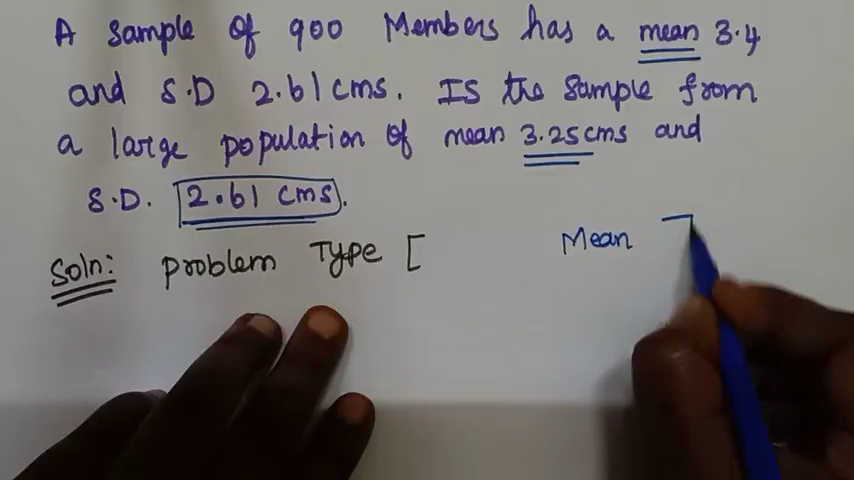 A Sample of 900 Members has a mean 3.4
and S.D 2.61 cms. Is the Sample from
a large population of mean 3.25 cms and
S.D. 2.61 cms.
Soln: Problem Type [ Mean